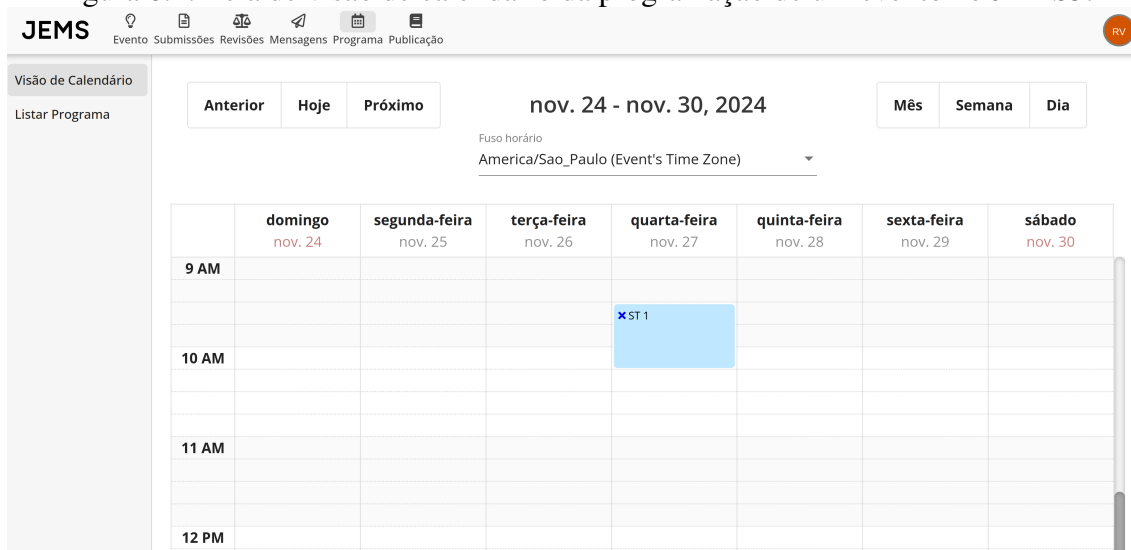 JEMS
Evento Submissões Revisões Mensagens Programa Publicação
RV
Visão de Calendário
Listar Programa
Anterior Hoje Próximo
nov. 24 - nov. 30, 2024
Mês Semana Dia
Fuso horário
America/Sao_Paulo (Event's Time Zone)
domingo segunda-feira terça-feira quarta-feira quinta-feira sexta-feira sábado
nov. 24 nov. 25 nov. 26 nov. 27 nov. 28 nov. 29 nov. 30
9 AM
ST 1
10 AM
11 AM
12 PM